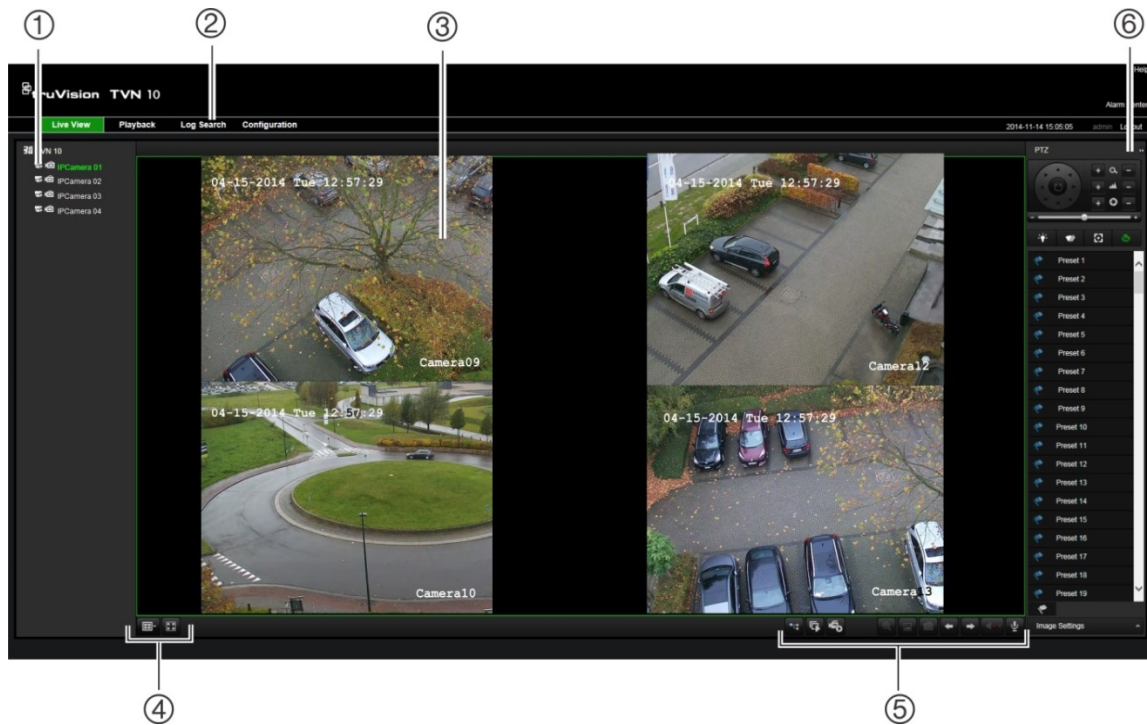 ① ② ③ ⑥
Help
truVision TVN 10
Live View Playback Log Search Configuration
2014-11-14 15:05:05 admin
TVN 10
IPCamera 01
IPCamera 02
IPCamera 03
IPCamera 04
04-15-2014 Tue 12:57:29
Camera09
04-15-2014 Tue 12:57:29
Camera12
04-15-2014 Tue 12:57:29
Camera10
04-15-2014 Tue 12:57:29
PTZ
Preset 1
Preset 2
Preset 3
Preset 4
Preset 5
Preset 6
Preset 7
Preset 8
Preset 9
Preset 10
Preset 11
Preset 12
Preset 13
Preset 14
Preset 15
Preset 16
Preset 17
Preset 18
Preset 19
Image Settings
④ ⑤